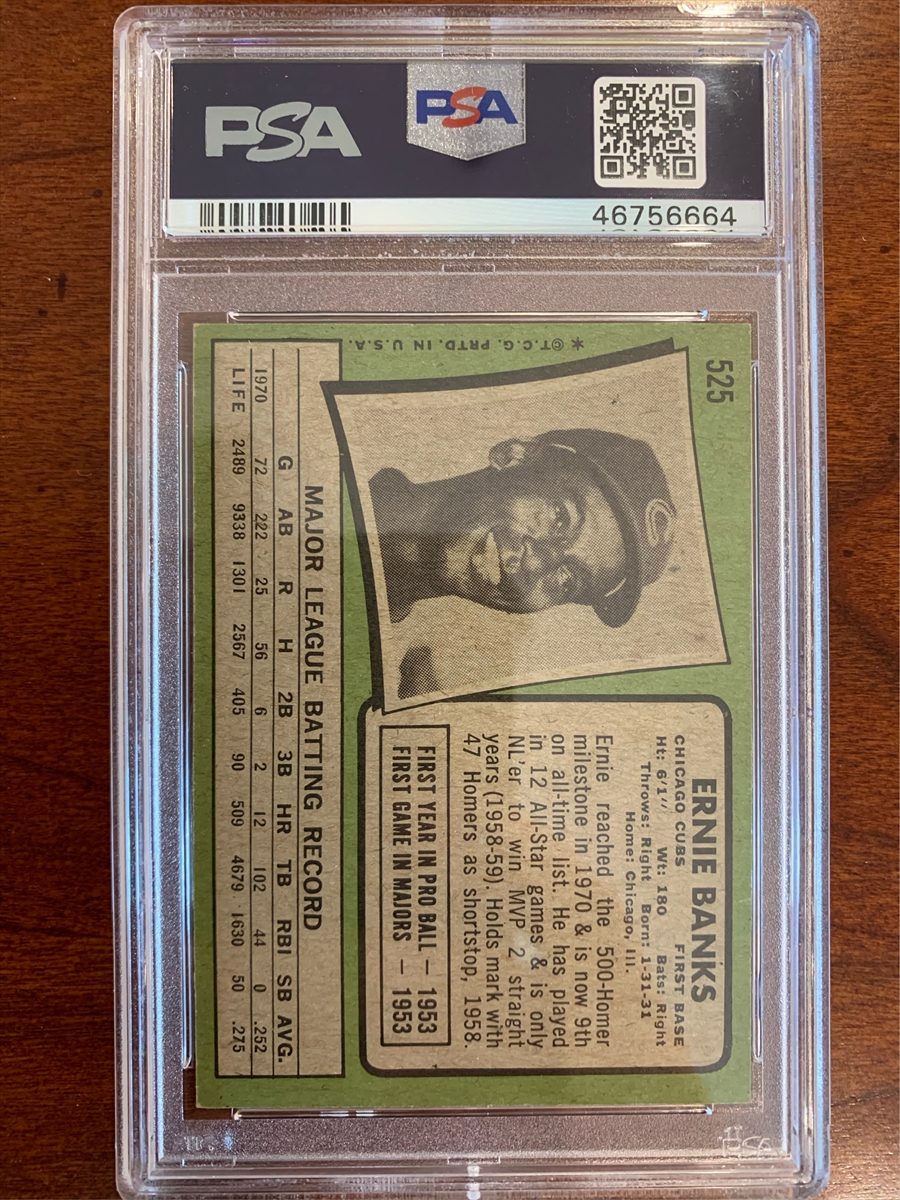 PSA
PSA
46756664
525
✶©T.C.G. PRTD. IN U.S.A.
ERNIE BANKS
CHICAGO CUBS FIRST BASE
Ht: 6'1" Wt: 180 Bats: Right
Throws: Right Born: 1-31-31
Home: Chicago, Ill.
Ernie reached the 500-Homer
milestone in 1970 & is now 9th
on all-time list. He has played
in 12 All-Star games & is only
NL'er to win MVP 2 straight
years (1958-59). Holds mark with
47 Homers as shortstop, 1958.
FIRST YEAR IN PRO BALL — 1953
FIRST GAME IN MAJORS — 1953
MAJOR LEAGUE BATTING RECORD
G AB R H 2B 3B HR TB RBI SB AVG.
1970 72 222 25 56 6 2 12 102 44 0 .252
LIFE 2489 9338 1301 2567 405 90 509 4679 1630 50 .275
PSA